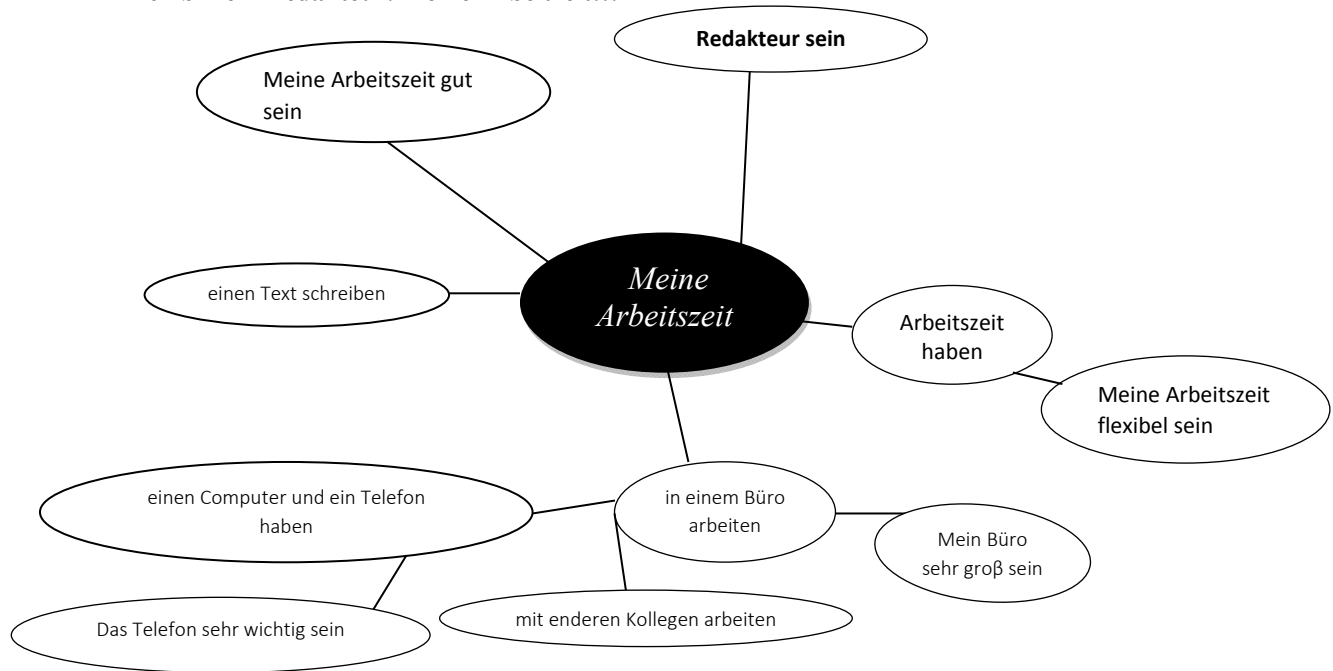 Redakteur sein
Meine Arbeitszeit gut
sein
Meine
Arbeitszeit
einen Text schreiben
Arbeitszeit
haben
Meine Arbeitszeit
flexibel sein
einen Computer und ein Telefon
haben
in einem Büro
arbeiten
Mein Büro
sehr groβ sein
mit enderen Kollegen arbeiten
Das Telefon sehr wichtig sein